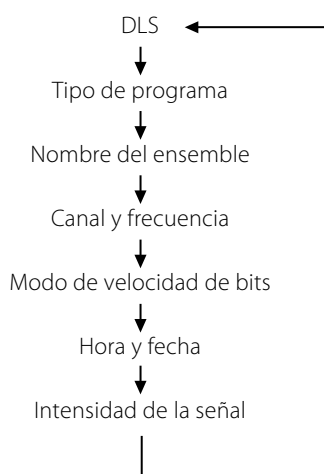 DLS
Tipo de programa
Nombre del ensemble
Canal y frecuencia
Modo de velocidad de bits
Hora y fecha
Intensidad de la señal